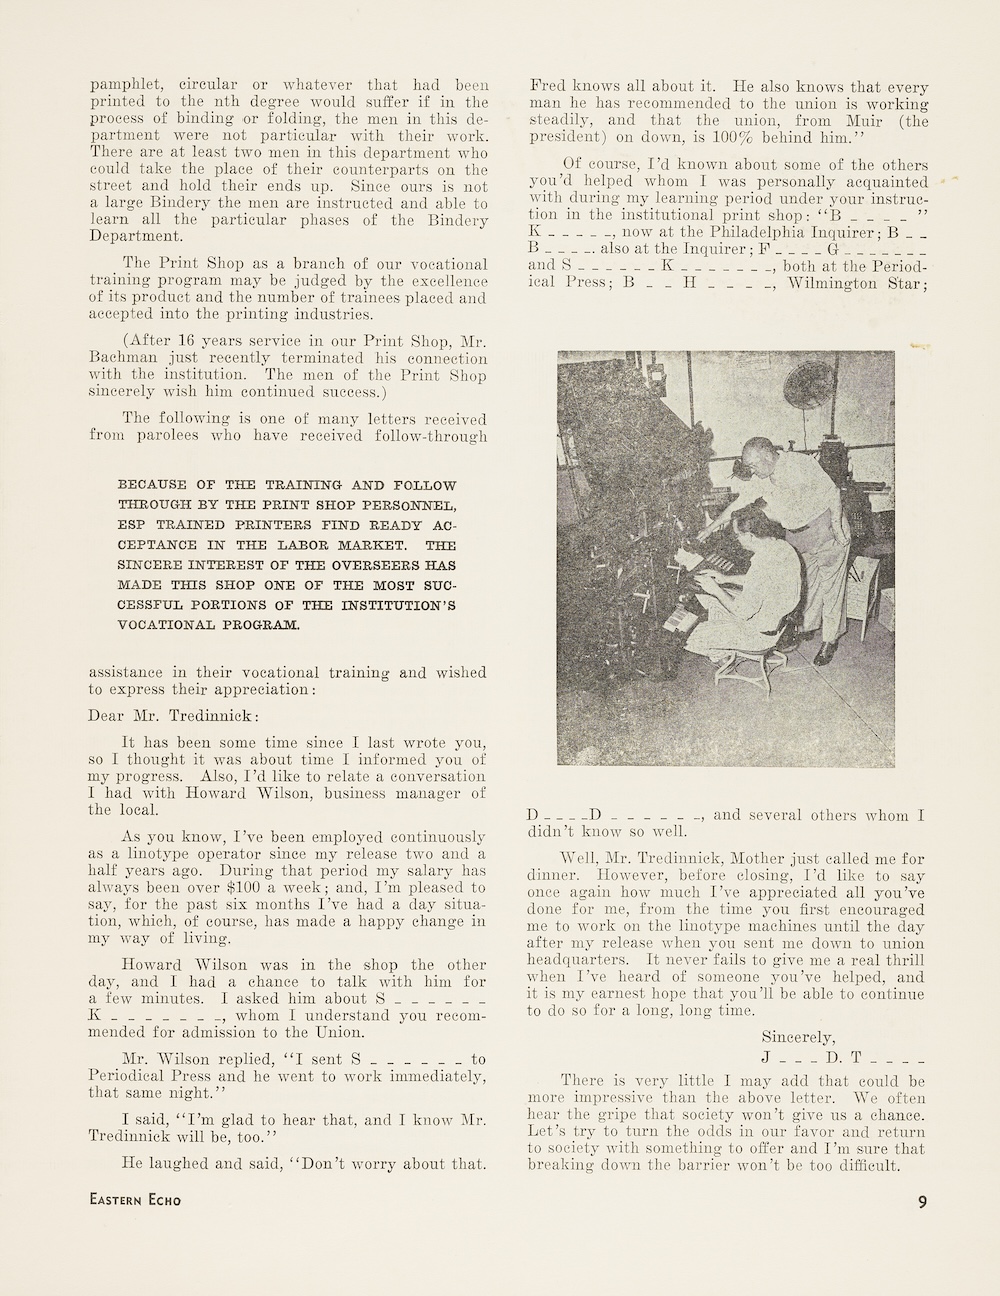 pamphlet, circular or whatever that had been
printed to the nth degree would suffer if in the
process of binding or folding, the men in this de-
partment were not particular with their work.
There are at least two men in this department who
could take the place of their counterparts on the
street and hold their ends up. Since ours is not
a large Bindery the men are instructed and able to
learn all the particular phases of the Bindery
Department.
The Print Shop as a branch of our vocational
training program may be judged by the excellence
of its product and the number of trainees placed and
accepted into the printing industries.
(After 16 years service in our Print Shop, Mr.
Bachman just recently terminated his connection
with the institution. The men of the Print Shop
sincerely wish him continued success.)
The following is one of many letters received
from parolees who have received follow-through
BECAUSE OF THE TRAINING AND FOLLOW
THROUGH BY THE PRINT SHOP PERSONNEL,
ESP TRAINED PRINTERS FIND READY AC-
CEPTANCE IN THE LABOR MARKET. THE
SINCERE INTEREST OF THE OVERSEERS HAS
MADE THIS SHOP ONE OF THE MOST SUC-
CESSFUL PORTIONS OF THE INSTITUTION'S
VOCATIONAL PROGRAM.
assistance in their vocational training and wished
to express their appreciation:
Dear Mr. Tredinnick:
It has been some time since I last wrote you,
so I thought it was about time I informed you of
my progress. Also, I'd like to relate a conversation
I had with Howard Wilson, business manager of
the local.
As you know, I've been employed continuously
as a linotype operator since my release two and a
half years ago. During that period my salary has
always been over $100 a week; and, I'm pleased to
say, for the past six months I've had a day situa-
tion, which, of course, has made a happy change in
my way of living.
Howard Wilson was in the shop the other
day, and I had a chance to talk with him for
a few minutes. I asked him about S _ _ _ _ _ _
K _ _ _ _ _ _ _, whom I understand you recom-
mended for admission to the Union.
Mr. Wilson replied, "I sent S _ _ _ _ _ _ to
Periodical Press and he went to work immediately,
that same night."
I said, "I'm glad to hear that, and I know Mr.
Tredinnick will be, too."
He laughed and said, "Don't worry about that.
Fred knows all about it. He also knows that every
man he has recommended to the union is working
steadily, and that the union, from Muir (the
president) on down, is 100% behind him."
Of course, I'd known about some of the others
you'd helped whom I was personally acquainted
with during my learning period under your instruc-
tion in the institutional print shop: "B _ _ _ _ "
K _ _ _ _ _, now at the Philadelphia Inquirer; B _ _
B _ _ _ _. also at the Inquirer; F _ _ _ _ G _ _ _ _ _ _ _
and S _ _ _ _ _ _ K _ _ _ _ _ _ _, both at the Period-
ical Press; B _ _ H _ _ _ _, Wilmington Star;
D _ _ _ _D _ _ _ _ _ _, and several others whom I
didn't know so well.
Well, Mr. Tredinnick, Mother just called me for
dinner. However, before closing, I'd like to say
once again how much I've appreciated all you've
done for me, from the time you first encouraged
me to work on the linotype machines until the day
after my release when you sent me down to union
headquarters. It never fails to give me a real thrill
when I've heard of someone you've helped, and
it is my earnest hope that you'll be able to continue
to do so for a long, long time.
Sincerely,
J _ _ _ D. T _ _ _ _
There is very little I may add that could be
more impressive than the above letter. We often
hear the gripe that society won't give us a chance.
Let's try to turn the odds in our favor and return
to society with something to offer and I'm sure that
breaking down the barrier won't be too difficult.
EASTERN ECHO
9